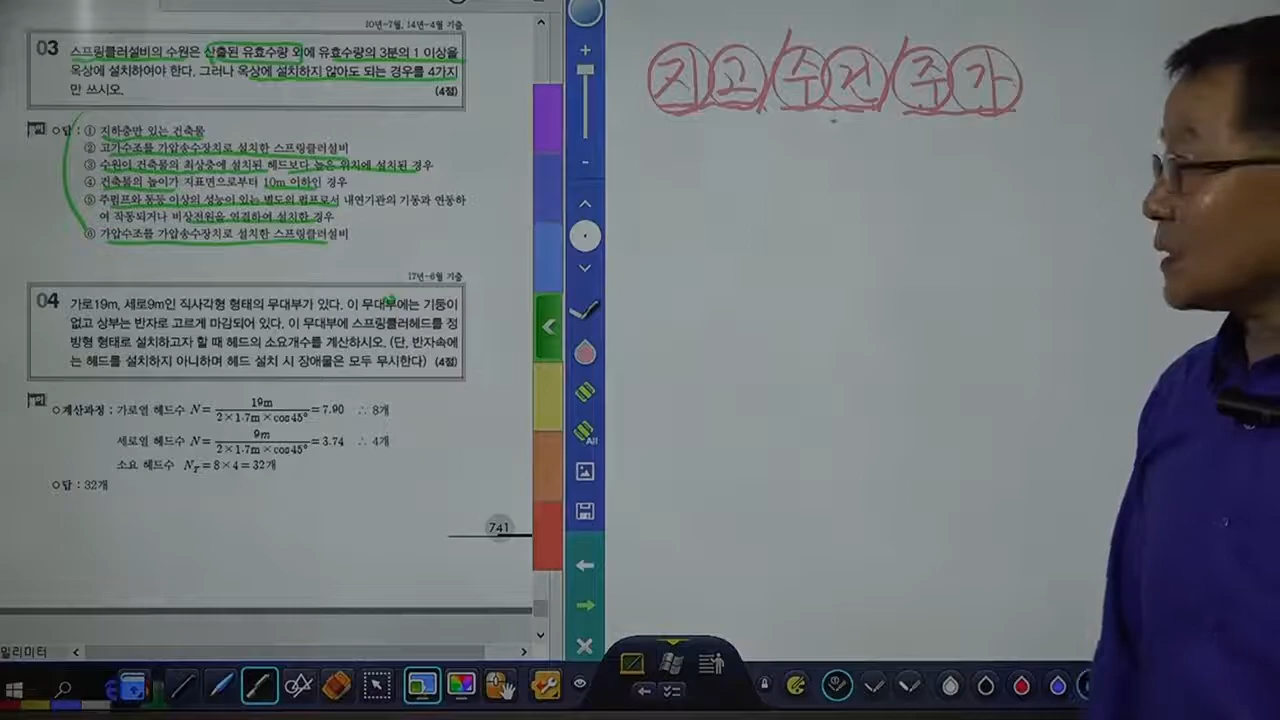 10년-7월, 14년-4월 기출
03 스프링클러설비의 수원은 산출된 유효수량 외에 유효수량의 3분의 1 이상을
옥상에 설치하여야 한다. 그러나 옥상에 설치하지 않아도 되는 경우를 4가지
만 쓰시오. (4점)
답 : ① 지하층만 있는 건축물
② 고가수조를 가압송수장치로 설치한 스프링클러설비
③ 수원이 건축물의 최상층에 설치된 헤드보다 높은 위치에 설치된 경우
④ 건축물의 높이가 지표면으로부터 10m 이하인 경우
⑤ 주펌프와 동등 이상의 성능이 있는 별도의 펌프로서 내연기관의 기동과 연동하
여 작동되거나 비상전원을 연결하여 설치한 경우
⑥ 가압수조를 가압송수장치로 설치한 스프링클러설비
17년-6월 기출
04 가로19m, 세로9m인 직사각형 형태의 무대부가 있다. 이 무대부에는 기둥이
없고 상부는 반자로 고르게 마감되어 있다. 이 무대부에 스프링클러헤드를 정
방형 형태로 설치하고자 할 때 헤드의 소요개수를 계산하시오. (단, 반자속에
는 헤드를 설치하지 아니하며 헤드 설치 시 장애물은 모두 무시한다) (4점)
계산과정 : 가로열 헤드수 N = 19m / 2×1.7m×cos45° = 7.90 ∴ 8개
세로열 헤드수 N = 9m / 2×1.7m×cos45° = 3.74 ∴ 4개
소요 헤드수 N_T = 8×4 = 32개
답 : 32개
741
밀리미터
지고/수건/주가
All